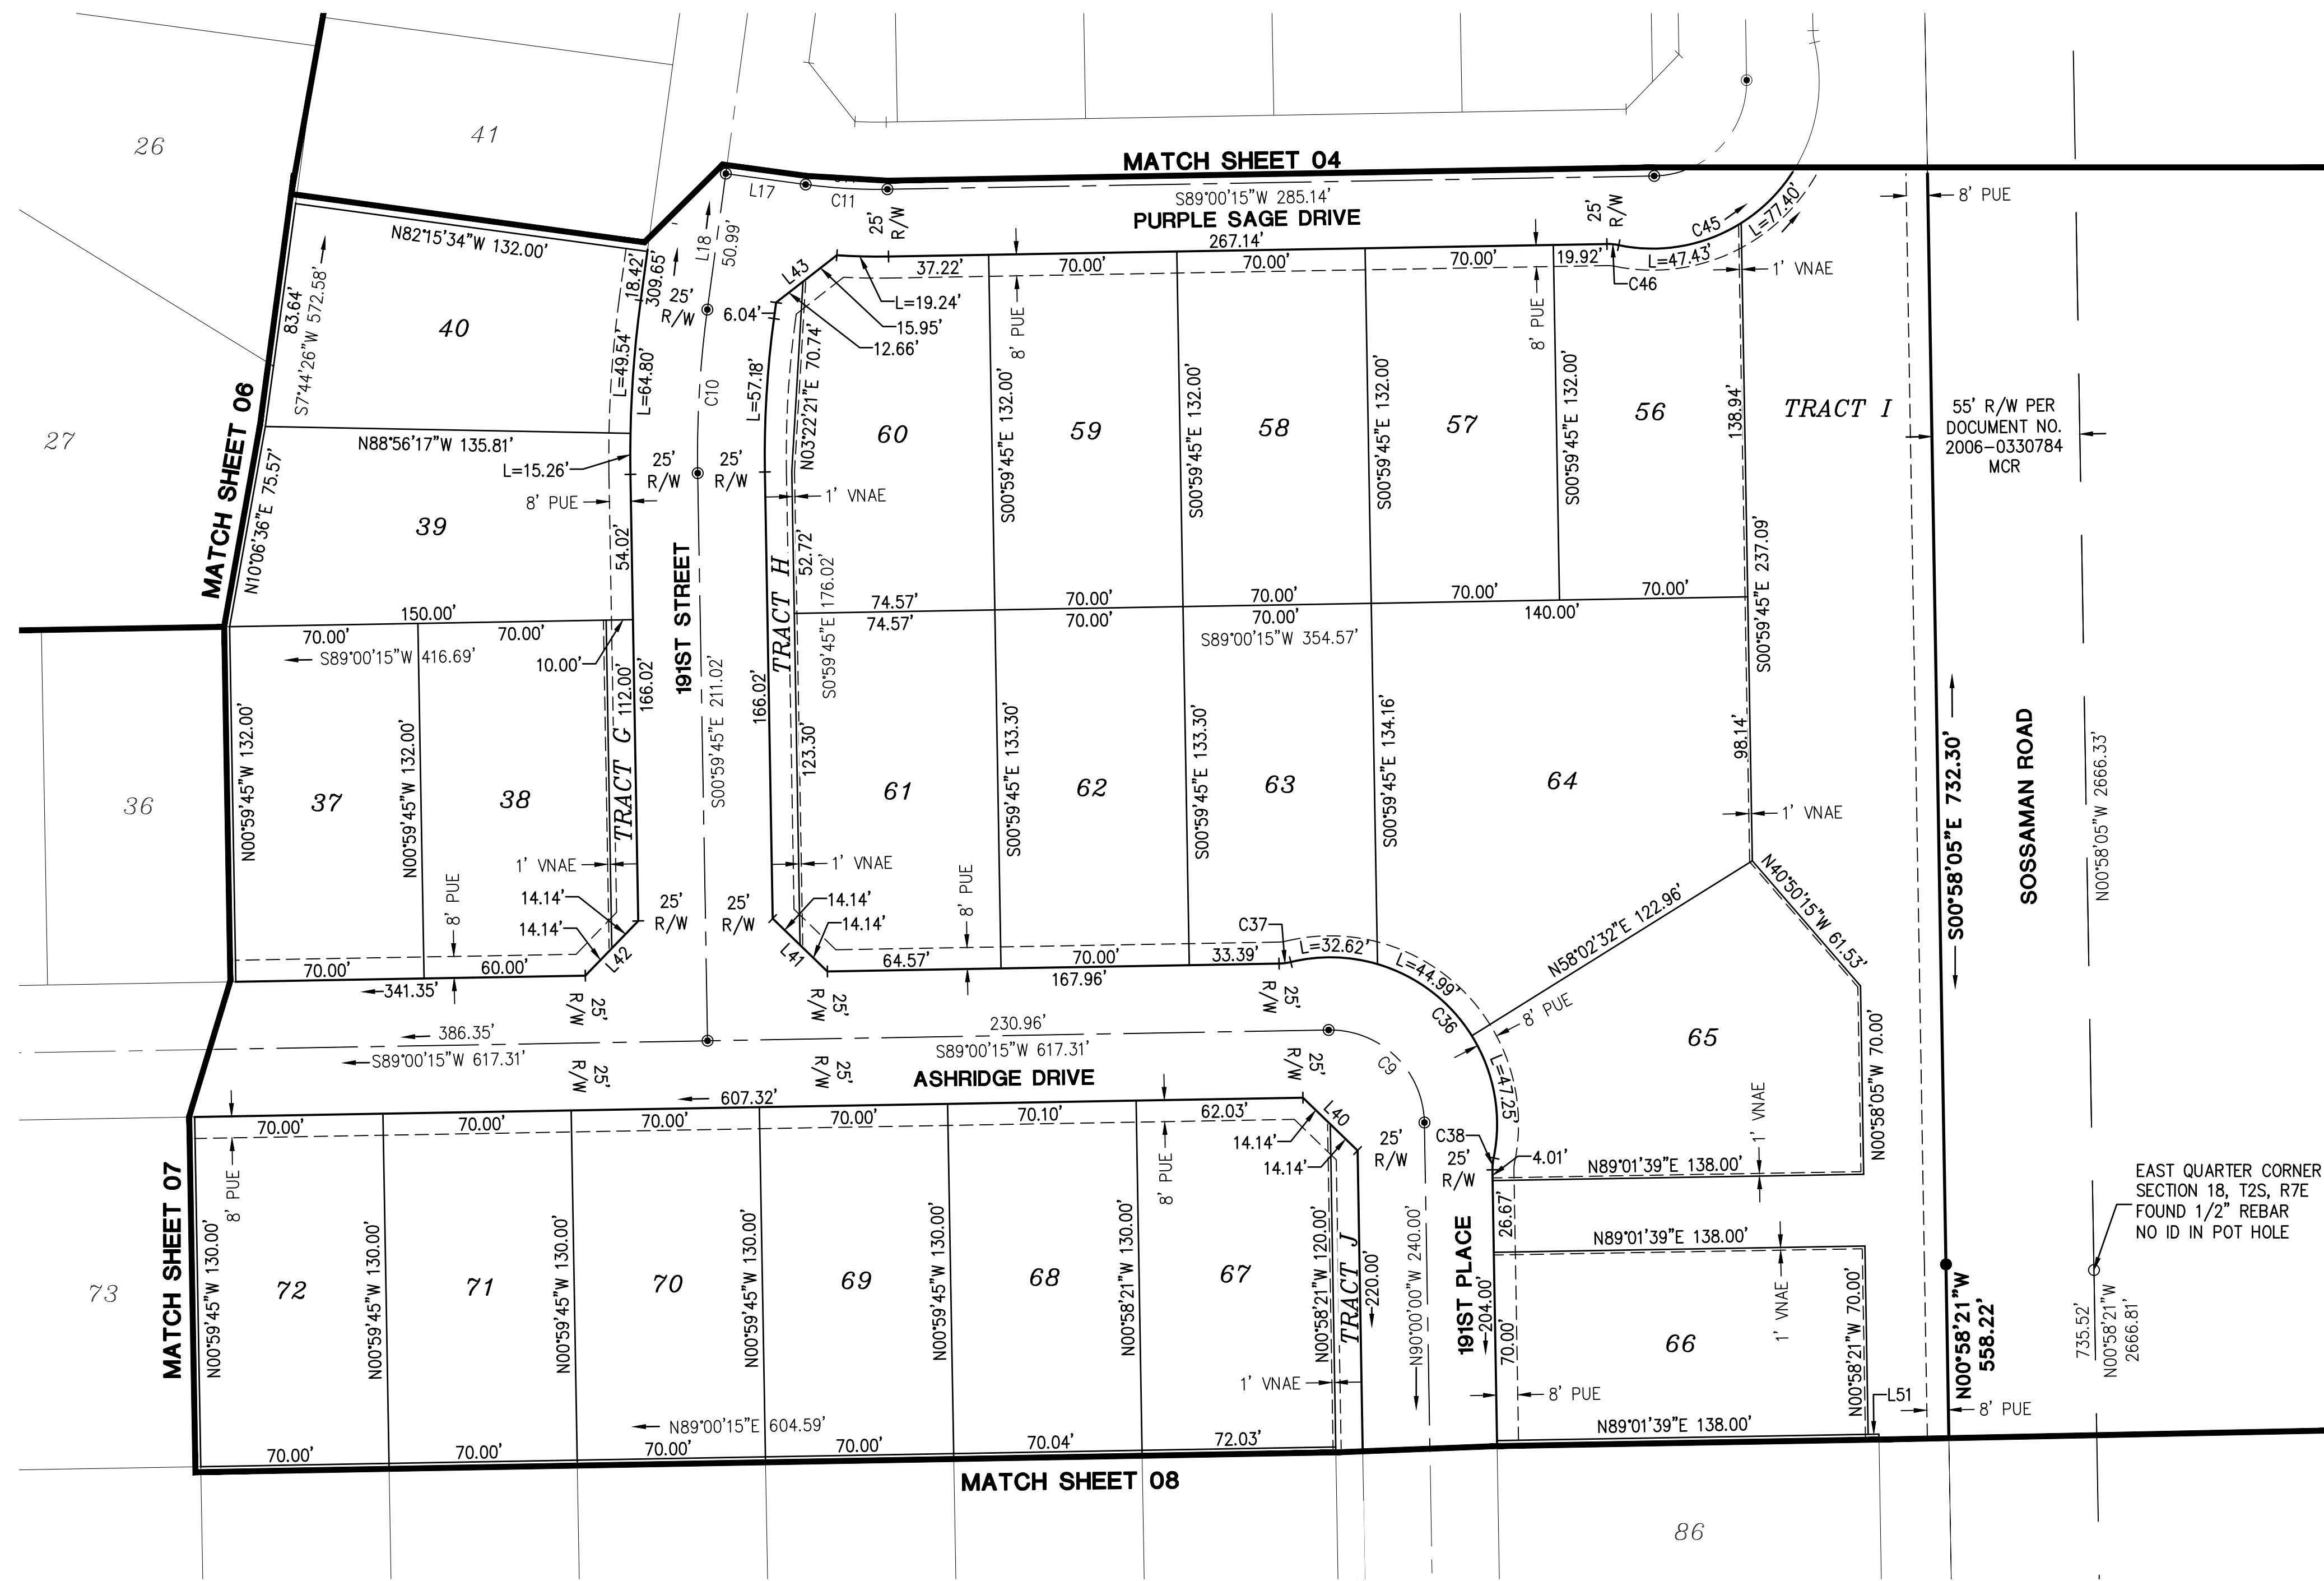 41
26
27
36
73
86
MATCH SHEET 04
MATCH SHEET 06
MATCH SHEET 07
MATCH SHEET 08
L17
C11
S89°00'15"W 285.14'
PURPLE SAGE DRIVE
267.14'
25'
R/W
25'
R/W
C45
L=77.40'
L=47.43'
C46
1' VNAE
8' PUE
N82°15'34"W 132.00'
18.42'
309.65'
L18
50.99'
25'
R/W
L43
6.04'
L=19.24'
15.95'
12.66'
37.22'
70.00'
70.00'
70.00'
19.92'
8' PUE
8' PUE
83.64'
S7°44'26"W 572.58'
40
L=49.54'
L=64.80'
C10
L=57.18'
N03°22'21"E 70.74'
60
S00°59'45"E 132.00'
59
S00°59'45"E 132.00'
58
S00°59'45"E 132.00'
57
S00°59'45"E 132.00'
56
138.94'
TRACT I
55' R/W PER
DOCUMENT NO.
2006-0330784
MCR
N88°56'17"W 135.81'
L=15.26'
25'
R/W
25'
R/W
8' PUE
1' VNAE
N10°06'36"E 75.57'
39
54.02'
191ST STREET
TRACT H
52.72'
S0°59'45"E 176.02'
S00°59'45"E 237.09'
150.00'
70.00'
70.00'
S89°00'15"W 416.69'
10.00'
74.57'
74.57'
70.00'
70.00'
70.00'
70.00'
S89°00'15"W 354.57'
70.00'
70.00'
140.00'
N00°59'45"W 132.00'
37
N00°59'45"W 132.00'
38
TRACT G
112.00'
166.02'
S00°59'45"E 211.02'
166.02'
123.30'
61
S00°59'45"E 133.30'
62
S00°59'45"E 133.30'
63
S00°59'45"E 134.16'
64
98.14'
1' VNAE
S00°58'05"E 732.30'
SOSSAMAN ROAD
N00°58'05"W 2666.33'
1' VNAE
1' VNAE
8' PUE
8' PUE
14.14'
14.14'
L42
25'
R/W
25'
R/W
14.14'
14.14'
L41
70.00'
60.00'
341.35'
64.57'
70.00'
33.39'
167.96'
C37
L=32.62'
L=44.99'
C36
N58°02'32"E 122.96'
N40°50'15"W 61.53'
8' PUE
65
N00°58'05"W 70.00'
25'
R/W
25'
R/W
25'
R/W
386.35'
S89°00'15"W 617.31'
230.96'
S89°00'15"W 617.31'
ASHRIDGE DRIVE
25'
R/W
25'
R/W
25'
R/W
C9
L=47.25'
607.32'
70.00'
70.00'
70.00'
70.00'
70.10'
62.03'
L40
14.14'
14.14'
25'
R/W
25'
R/W
C38
4.01'
1' VNAE
N89°01'39"E 138.00'
8' PUE
8' PUE
N00°59'45"W 130.00'
72
N00°59'45"W 130.00'
71
N00°59'45"W 130.00'
70
N00°59'45"W 130.00'
69
N00°59'45"W 130.00'
68
N00°58'21"W 130.00'
67
N00°58'21"W 120.00'
TRACT J
220.00'
N90°00'00"W 240.00'
191ST PLACE
26.67'
204.00'
70.00'
N89°01'39"E 138.00'
1' VNAE
66
N00°58'21"W 70.00'
L51
N00°58'21"W
558.22'
735.52'
N00°58'21"W
2666.81'
EAST QUARTER CORNER
SECTION 18, T2S, R7E
FOUND 1/2" REBAR
NO ID IN POT HOLE
1' VNAE
8' PUE
8' PUE
N89°00'15"E 604.59'
N89°01'39"E 138.00'
70.00'
70.00'
70.00'
70.00'
70.04'
72.03'